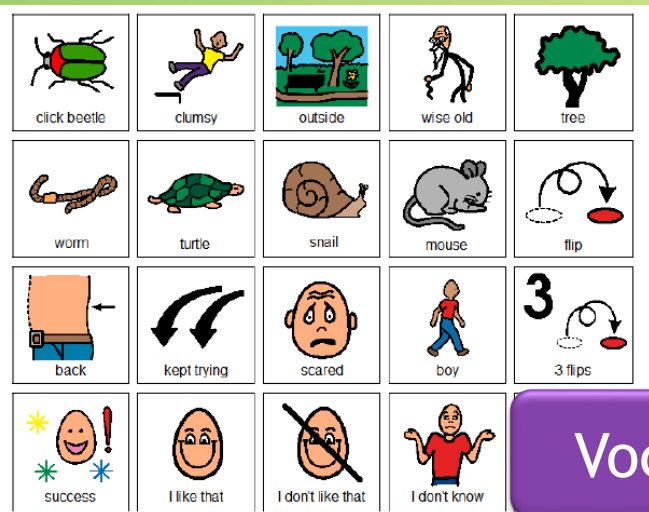 click beetle
clumsy
outside
wise old
tree
worm
turtle
snail
mouse
flip
back
kept trying
scared
boy
3
3 flips
success
I like that
I don't like that
I don't know
Voc